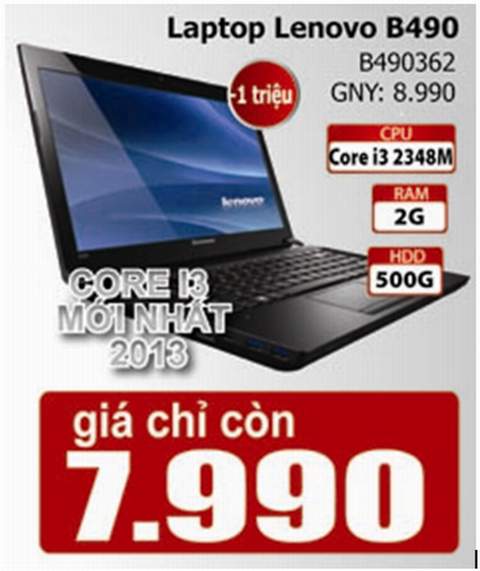 Laptop Lenovo B490
B490362
GNY: 8.990
-1 triệu
CPU
Core i3 2348M
RAM
2G
HDD
500G
lenovo
CORE I3
MỚI NHẤT
2013
giá chỉ còn
7.990